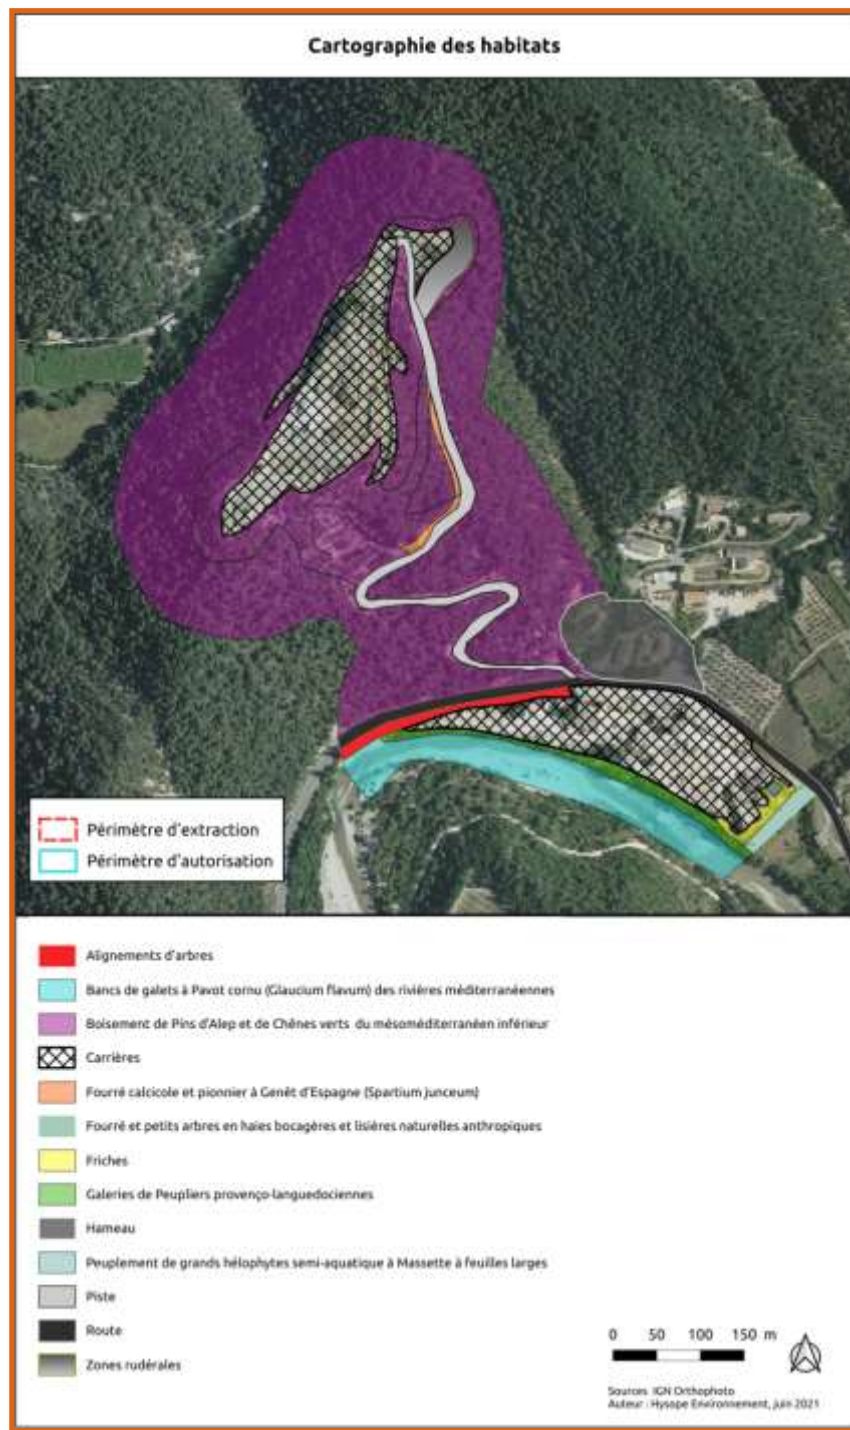 Cartographie des habitats
Périmètre d'extraction
Périmètre d'autorisation
Alignements d'arbres
Bancs de galets à Pavot cornu (Glaucium flavum) des rivières méditerranéennes
Boisement de Pins d'Alep et de Chênes verts du mésoméditerranéen inférieur
Carrières
Fourré calcicole et pionnier à Genêt d'Espagne (Spartium junceum)
Fourré et petits arbres en haies bocagères et lisières naturelles anthropiques
Friches
Galeries de Peupliers provenço-languedociennes
Hameau
Peuplement de grands hélophytes semi-aquatique à Massette à feuilles larges
Piste
Route
Zones rudérales
0 50 100 150 m
Sources IGN Orthophoto
Auteur : Hysope Environnement, juin 2021